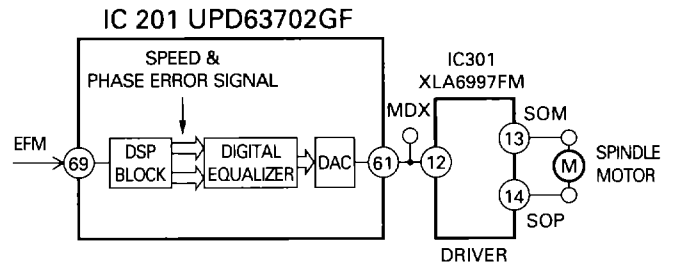 IC 201 UPD63702GF
SPEED &
PHASE ERROR SIGNAL
IC301
XLA6997FM
MDX
SOM
EFM
69
DSP
BLOCK
DIGITAL
EQUALIZER
DAC
61
12
13
M
SPINDLE
MOTOR
14
SOP
DRIVER